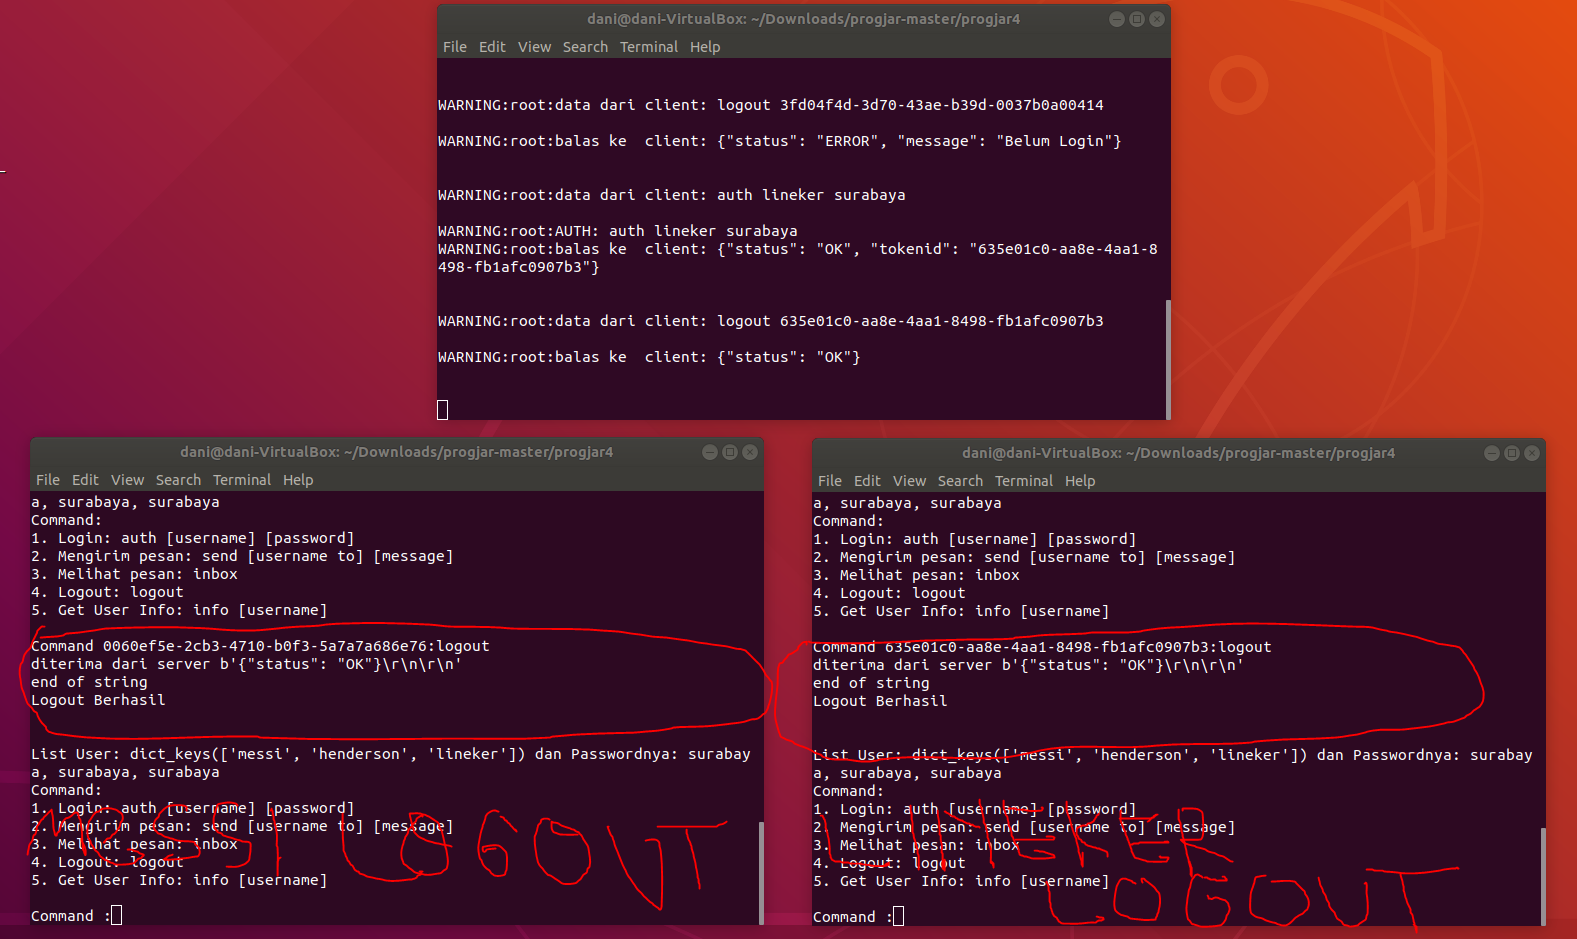 dani@dani-VirtualBox: ~/Downloads/progjar-master/progjar4
File Edit View Search Terminal Help
WARNING:root:data dari client: logout 3fd04f4d-3d70-43ae-b39d-0037b0a00414
WARNING:root:balas ke  client: {"status": "ERROR", "message": "Belum Login"}
WARNING:root:data dari client: auth lineker surabaya
WARNING:root:AUTH: auth lineker surabaya
WARNING:root:balas ke  client: {"status": "OK", "tokenid": "635e01c0-aa8e-4aa1-8
498-fb1afc0907b3"}
WARNING:root:data dari client: logout 635e01c0-aa8e-4aa1-8498-fb1afc0907b3
WARNING:root:balas ke  client: {"status": "OK"}
dani@dani-VirtualBox: ~/Downloads/progjar-master/progjar4
File Edit View Search Terminal Help
a, surabaya, surabaya
Command:
1. Login: auth [username] [password]
2. Mengirim pesan: send [username to] [message]
3. Melihat pesan: inbox
4. Logout: logout
5. Get User Info: info [username]
Command 0060ef5e-2cb3-4710-b0f3-5a7a7a686e76:logout
diterima dari server b'{"status": "OK"}\r\n\r\n'
end of string
Logout Berhasil
List User: dict_keys(['messi', 'henderson', 'lineker']) dan Passwordnya: surabay
a, surabaya, surabaya
Command:
1. Login: auth [username] [password]
2. Mengirim pesan: send [username to] [message]
3. Melihat pesan: inbox
4. Logout: logout
5. Get User Info: info [username]
Command :
MESSI LOGOUT
dani@dani-VirtualBox: ~/Downloads/progjar-master/progjar4
File Edit View Search Terminal Help
a, surabaya, surabaya
Command:
1. Login: auth [username] [password]
2. Mengirim pesan: send [username to] [message]
3. Melihat pesan: inbox
4. Logout: logout
5. Get User Info: info [username]
Command 635e01c0-aa8e-4aa1-8498-fb1afc0907b3:logout
diterima dari server b'{"status": "OK"}\r\n\r\n'
end of string
Logout Berhasil
List User: dict_keys(['messi', 'henderson', 'lineker']) dan Passwordnya: surabay
a, surabaya, surabaya
Command:
1. Login: auth [username] [password]
2. Mengirim pesan: send [username to] [message]
3. Melihat pesan: inbox
4. Logout: logout
5. Get User Info: info [username]
Command :
LINEKER
LOGOUT